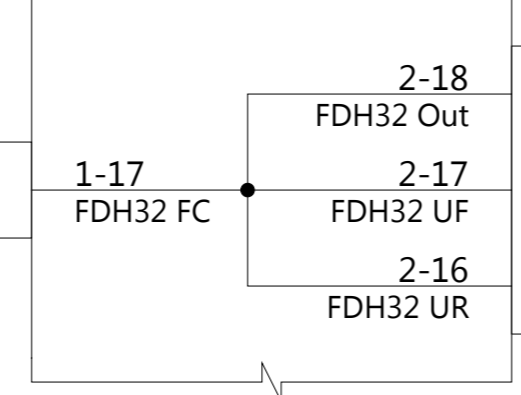 2-18
FDH32 Out
1-17
2-17
FDH32 FC
FDH32 UF
2-16
FDH32 UR